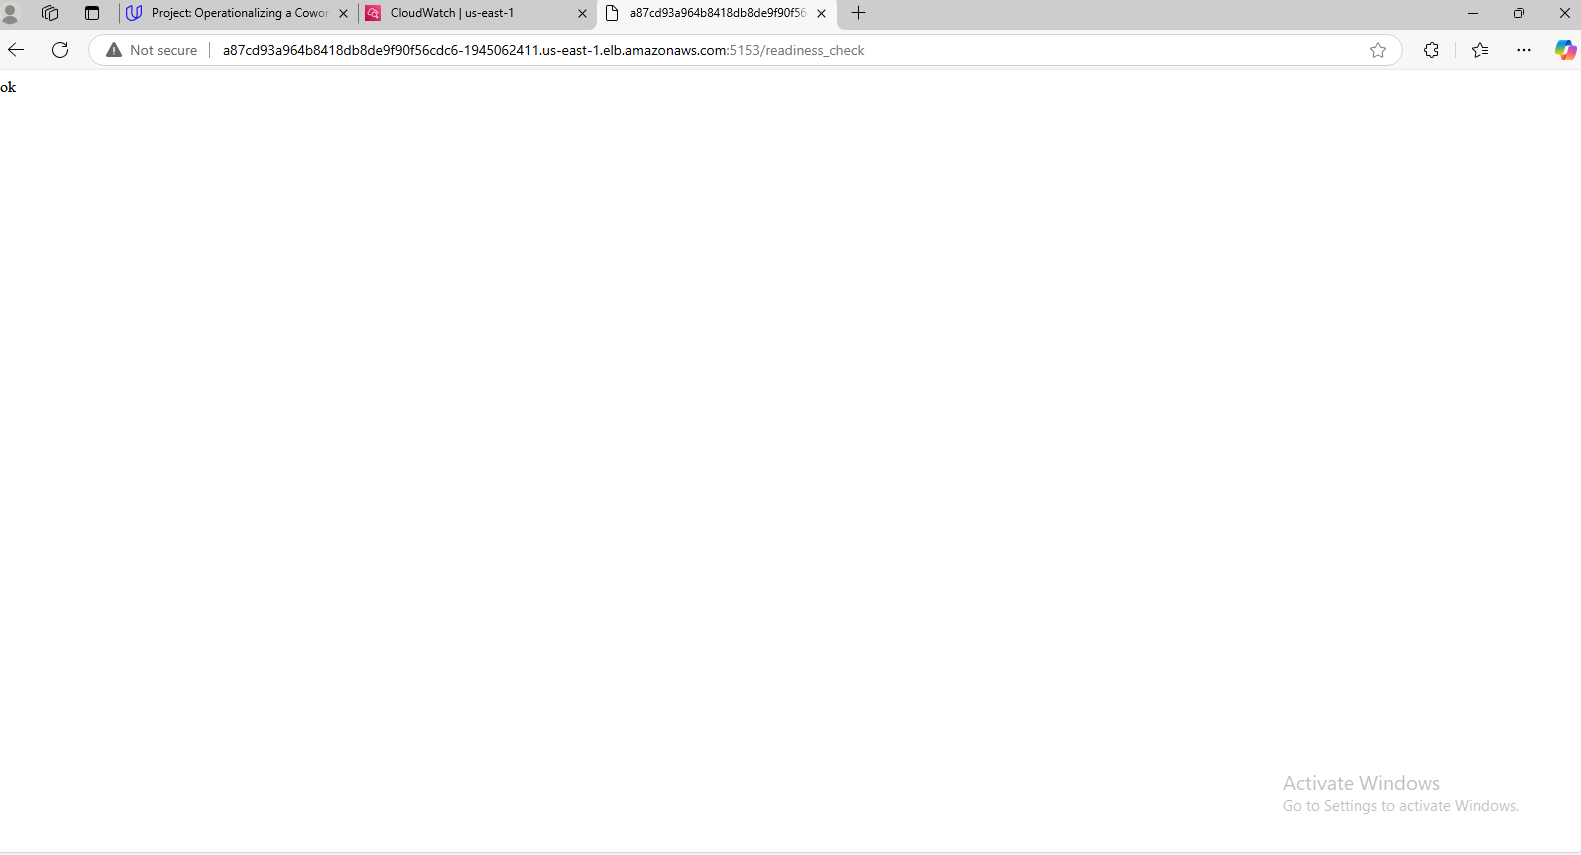 Project: Operationalizing a Cowor
CloudWatch | us-east-1
a87cd93a964b8418db8de9f90f56
Not secure
a87cd93a964b8418db8de9f90f56cdc6-1945062411.us-east-1.elb.amazonaws.com:5153/readiness_check
ok
Activate Windows
Go to Settings to activate Windows.